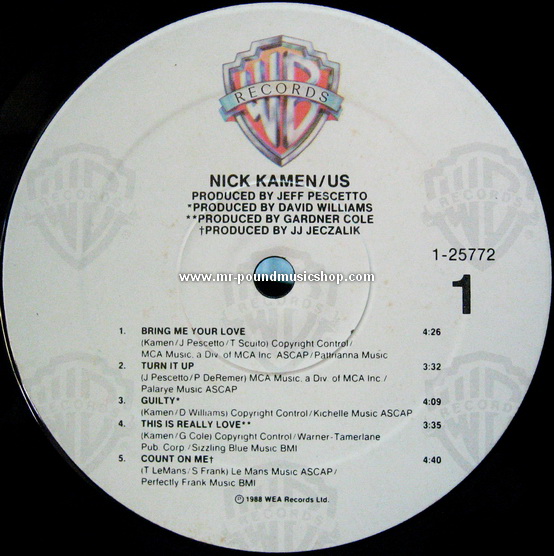 WB
RECORDS
NICK KAMEN/US
PRODUCED BY JEFF PESCETTO
*PRODUCED BY DAVID WILLIAMS
**PRODUCED BY GARDNER COLE
†PRODUCED BY JJ JECZALIK
1-25772
1
www.mr-poundmusicshop.com
1. BRING ME YOUR LOVE 4:26
(Kamen/J Pescetto/T Scuito) Copyright Control/
MCA Music, a Div. of MCA Inc. ASCAP/Pattrianna Music
2. TURN IT UP 3:32
(J Pescetto/P DeRemer) MCA Music, a Div. of MCA Inc./
Palarye Music ASCAP
3. GUILTY* 4:09
(Kamen/D Williams) Copyright Control/Kichelle Music ASCAP
4. THIS IS REALLY LOVE** 3:35
(Kamen/G Cole) Copyright Control/Warner-Tamerlane
Pub. Corp./Sizzling Blue Music BMI
5. COUNT ON ME† 4:40
(T LeMans/S Frank) Le Mans Music ASCAP/
Perfectly Frank Music BMI
℗1988 WEA Records Ltd.